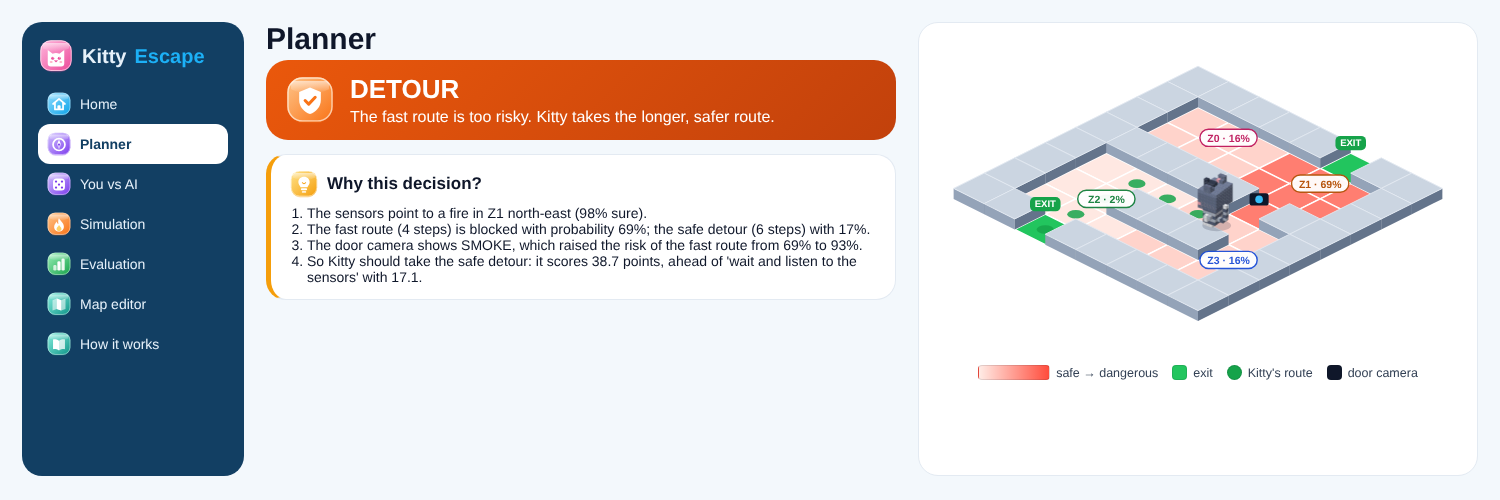 Kitty Escape
Home
Planner
You vs AI
Simulation
Evaluation
Map editor
How it works
Planner
DETOUR
The fast route is too risky. Kitty takes the longer, safer route.
Why this decision?
1. The sensors point to a fire in Z1 north-east (98% sure).
2. The fast route (4 steps) is blocked with probability 69%; the safe detour (6 steps) with 17%.
3. The door camera shows SMOKE, which raised the risk of the fast route from 69% to 93%.
4. So Kitty should take the safe detour: it scores 38.7 points, ahead of 'wait and listen to the
sensors' with 17.1.
Z0 · 16%
EXIT
Z1 · 69%
Z2 · 2%
EXIT
Z3 · 16%
safe → dangerous
exit
Kitty's route
door camera